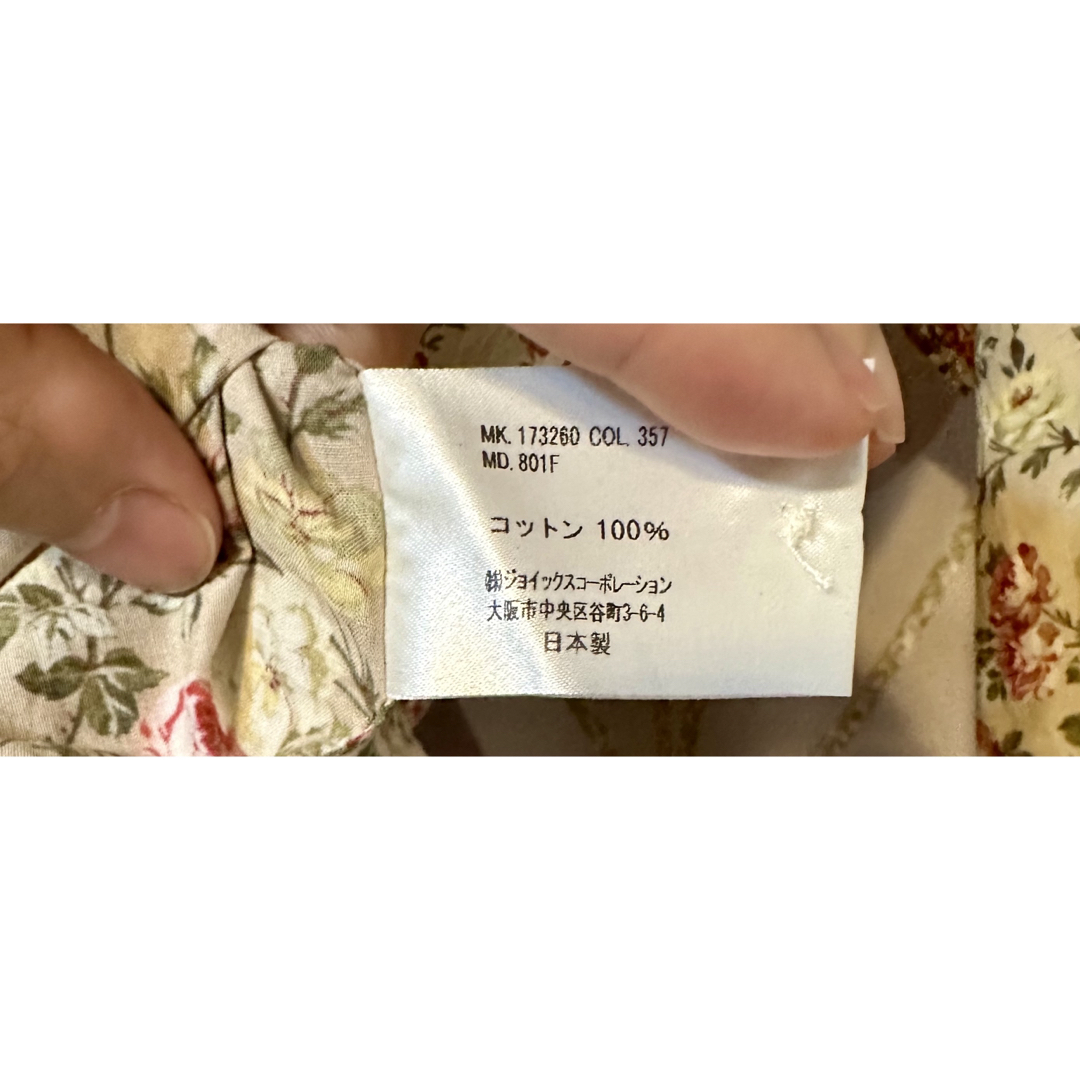 MK. 173260 COL. 357
MD. 801F
コットン 100%
㈱ジョイックスコーポレーション
大阪市中央区谷町3-6-4
日本製